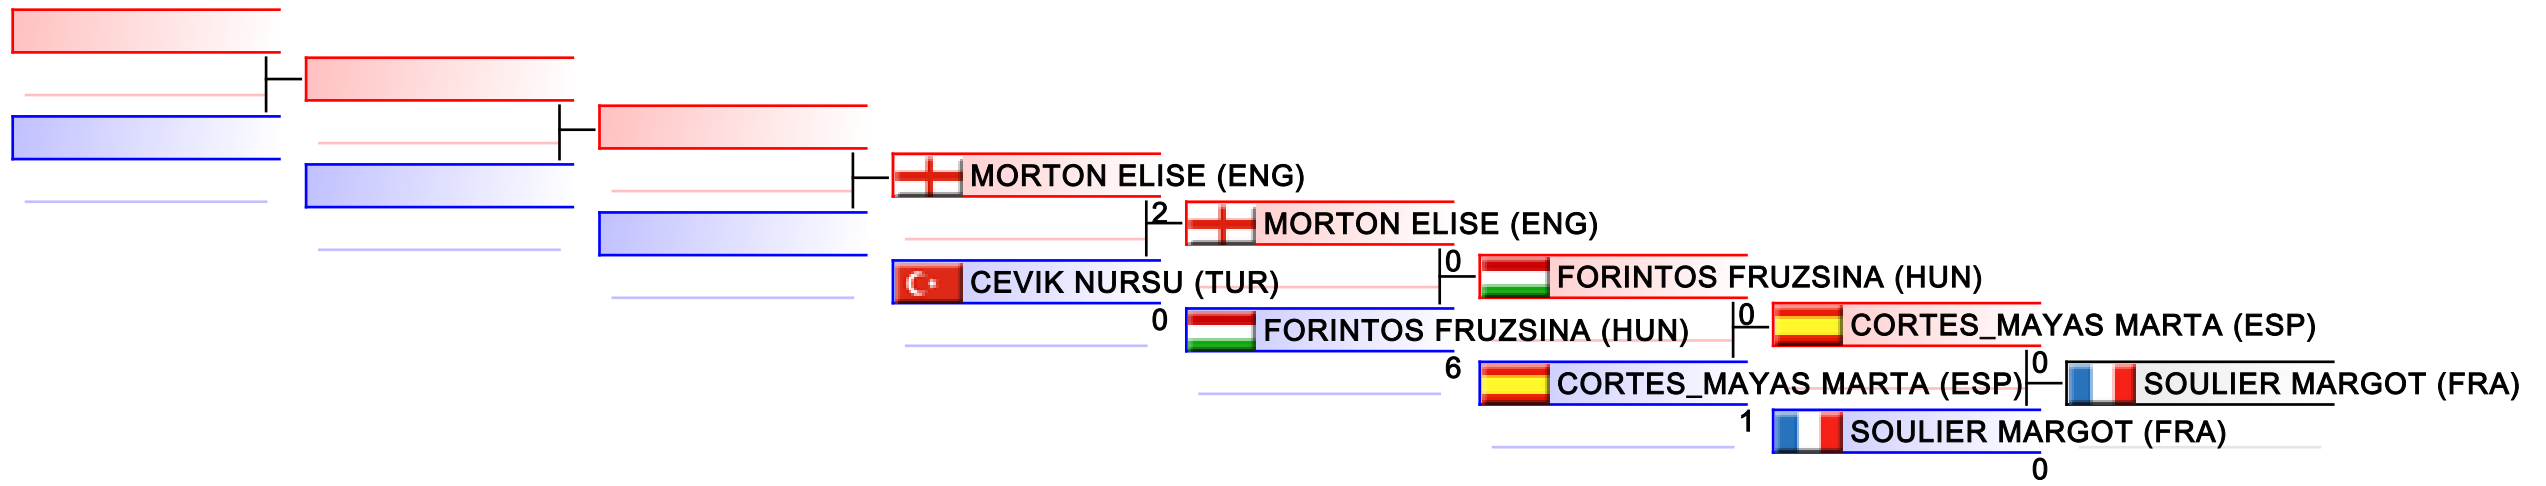 MORTON ELISE (ENG)
2
MORTON ELISE (ENG)
CEVIK NURSU (TUR)
0
0
FORINTOS FRUZSINA (HUN)
FORINTOS FRUZSINA (HUN)
6
0
CORTES_MAYAS MARTA (ESP)
CORTES_MAYAS MARTA (ESP)
1
0
SOULIER MARGOT (FRA)
SOULIER MARGOT (FRA)
0